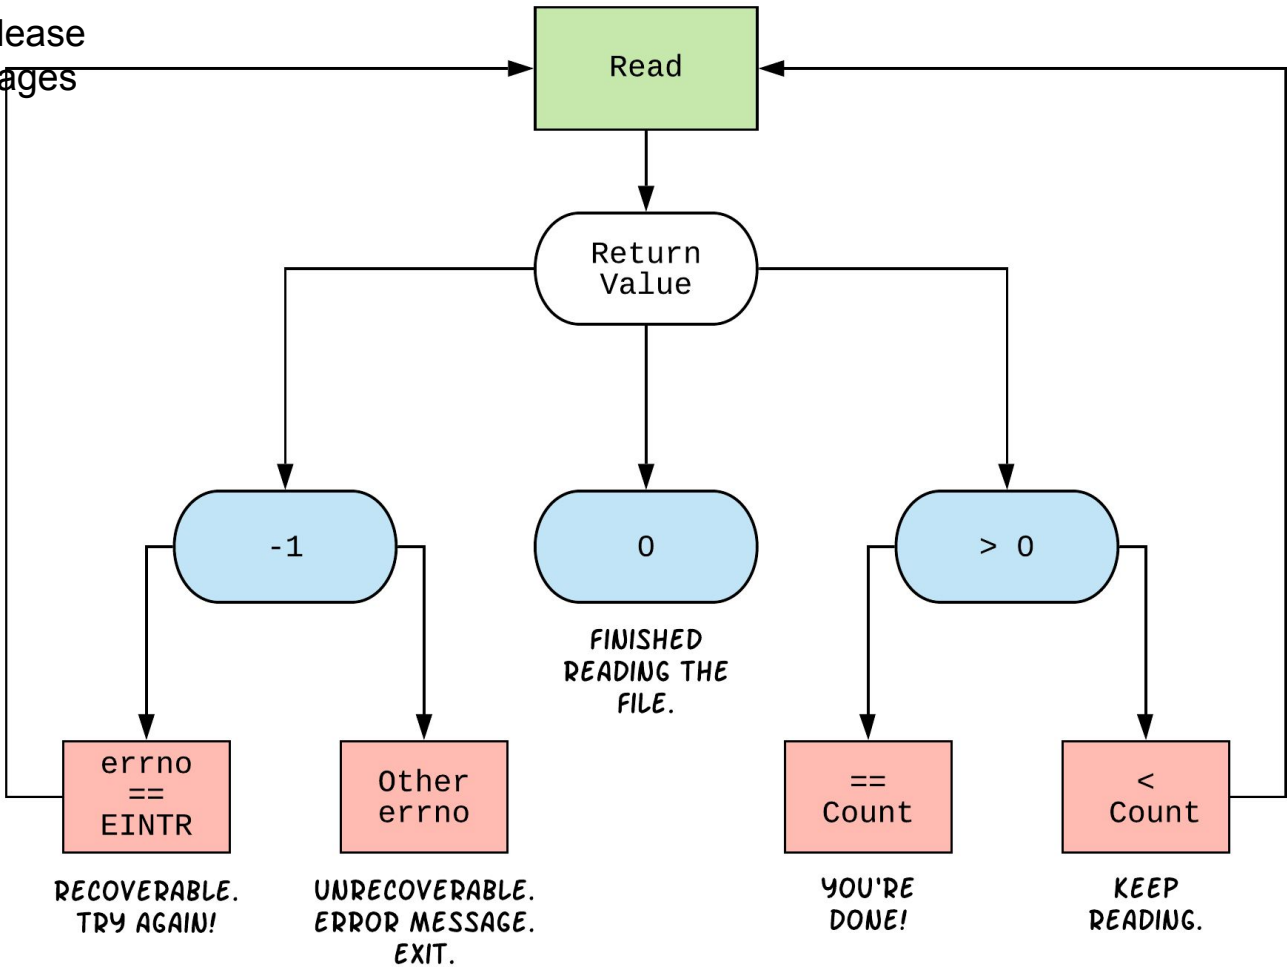 Read
Return
Value
-1
0
> 0
FINISHED
READING THE
FILE.
errno
==
EINTR
Other
errno
==
Count
<
Count
RECOVERABLE.
TRY AGAIN!
UNRECOVERABLE.
ERROR MESSAGE.
EXIT.
YOU'RE
DONE!
KEEP
READING.